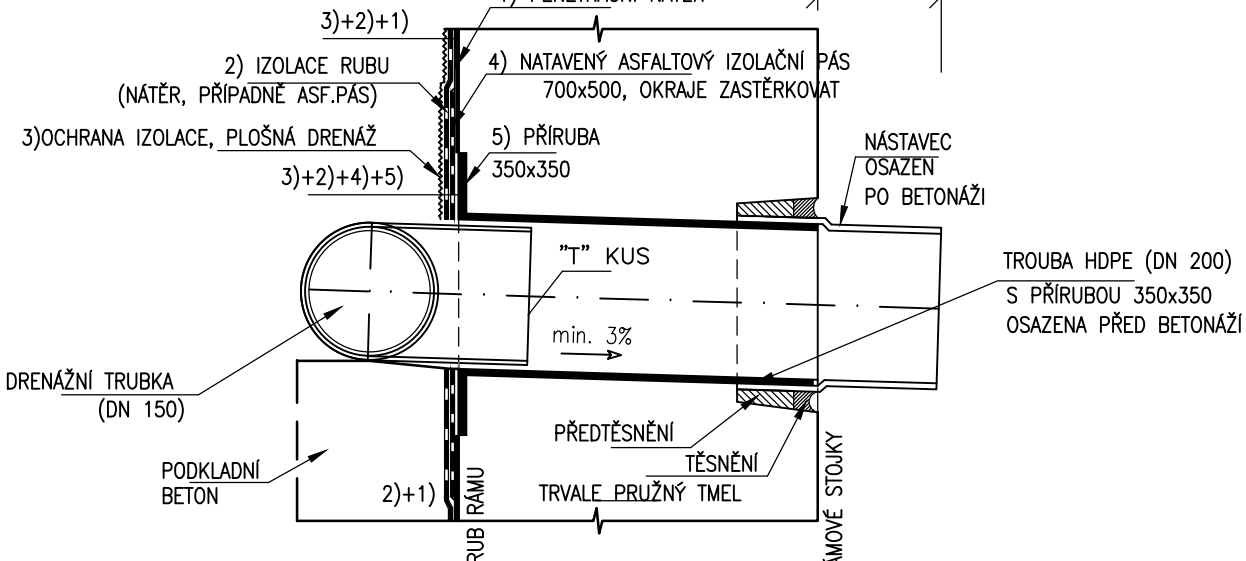 3)+2)+1)
2) IZOLACE RUBU
(NÁTĚR, PŘÍPADNĚ ASF.PÁS)
4) NATAVENÝ ASFALTOVÝ IZOLAČNÍ PÁS
700x500, OKRAJE ZASTĚRKOVAT
3)OCHRANA IZOLACE, PLOŠNÁ DRENÁŽ
5) PŘÍRUBA
350x350
3)+2)+4)+5)
NÁSTAVEC
OSAZEN
PO BETONÁŽI
"T" KUS
TROUBA HDPE (DN 200)
S PŘÍRUBOU 350x350
OSAZENA PŘED BETONÁŽÍ
min. 3%
DRENÁŽNÍ TRUBKA
(DN 150)
PŘEDTĚSNĚNÍ
TĚSNĚNÍ
TRVALE PRUŽNÝ TMEL
PODKLADNÍ
BETON
2)+1)
RUB RÁMU
STOJKY